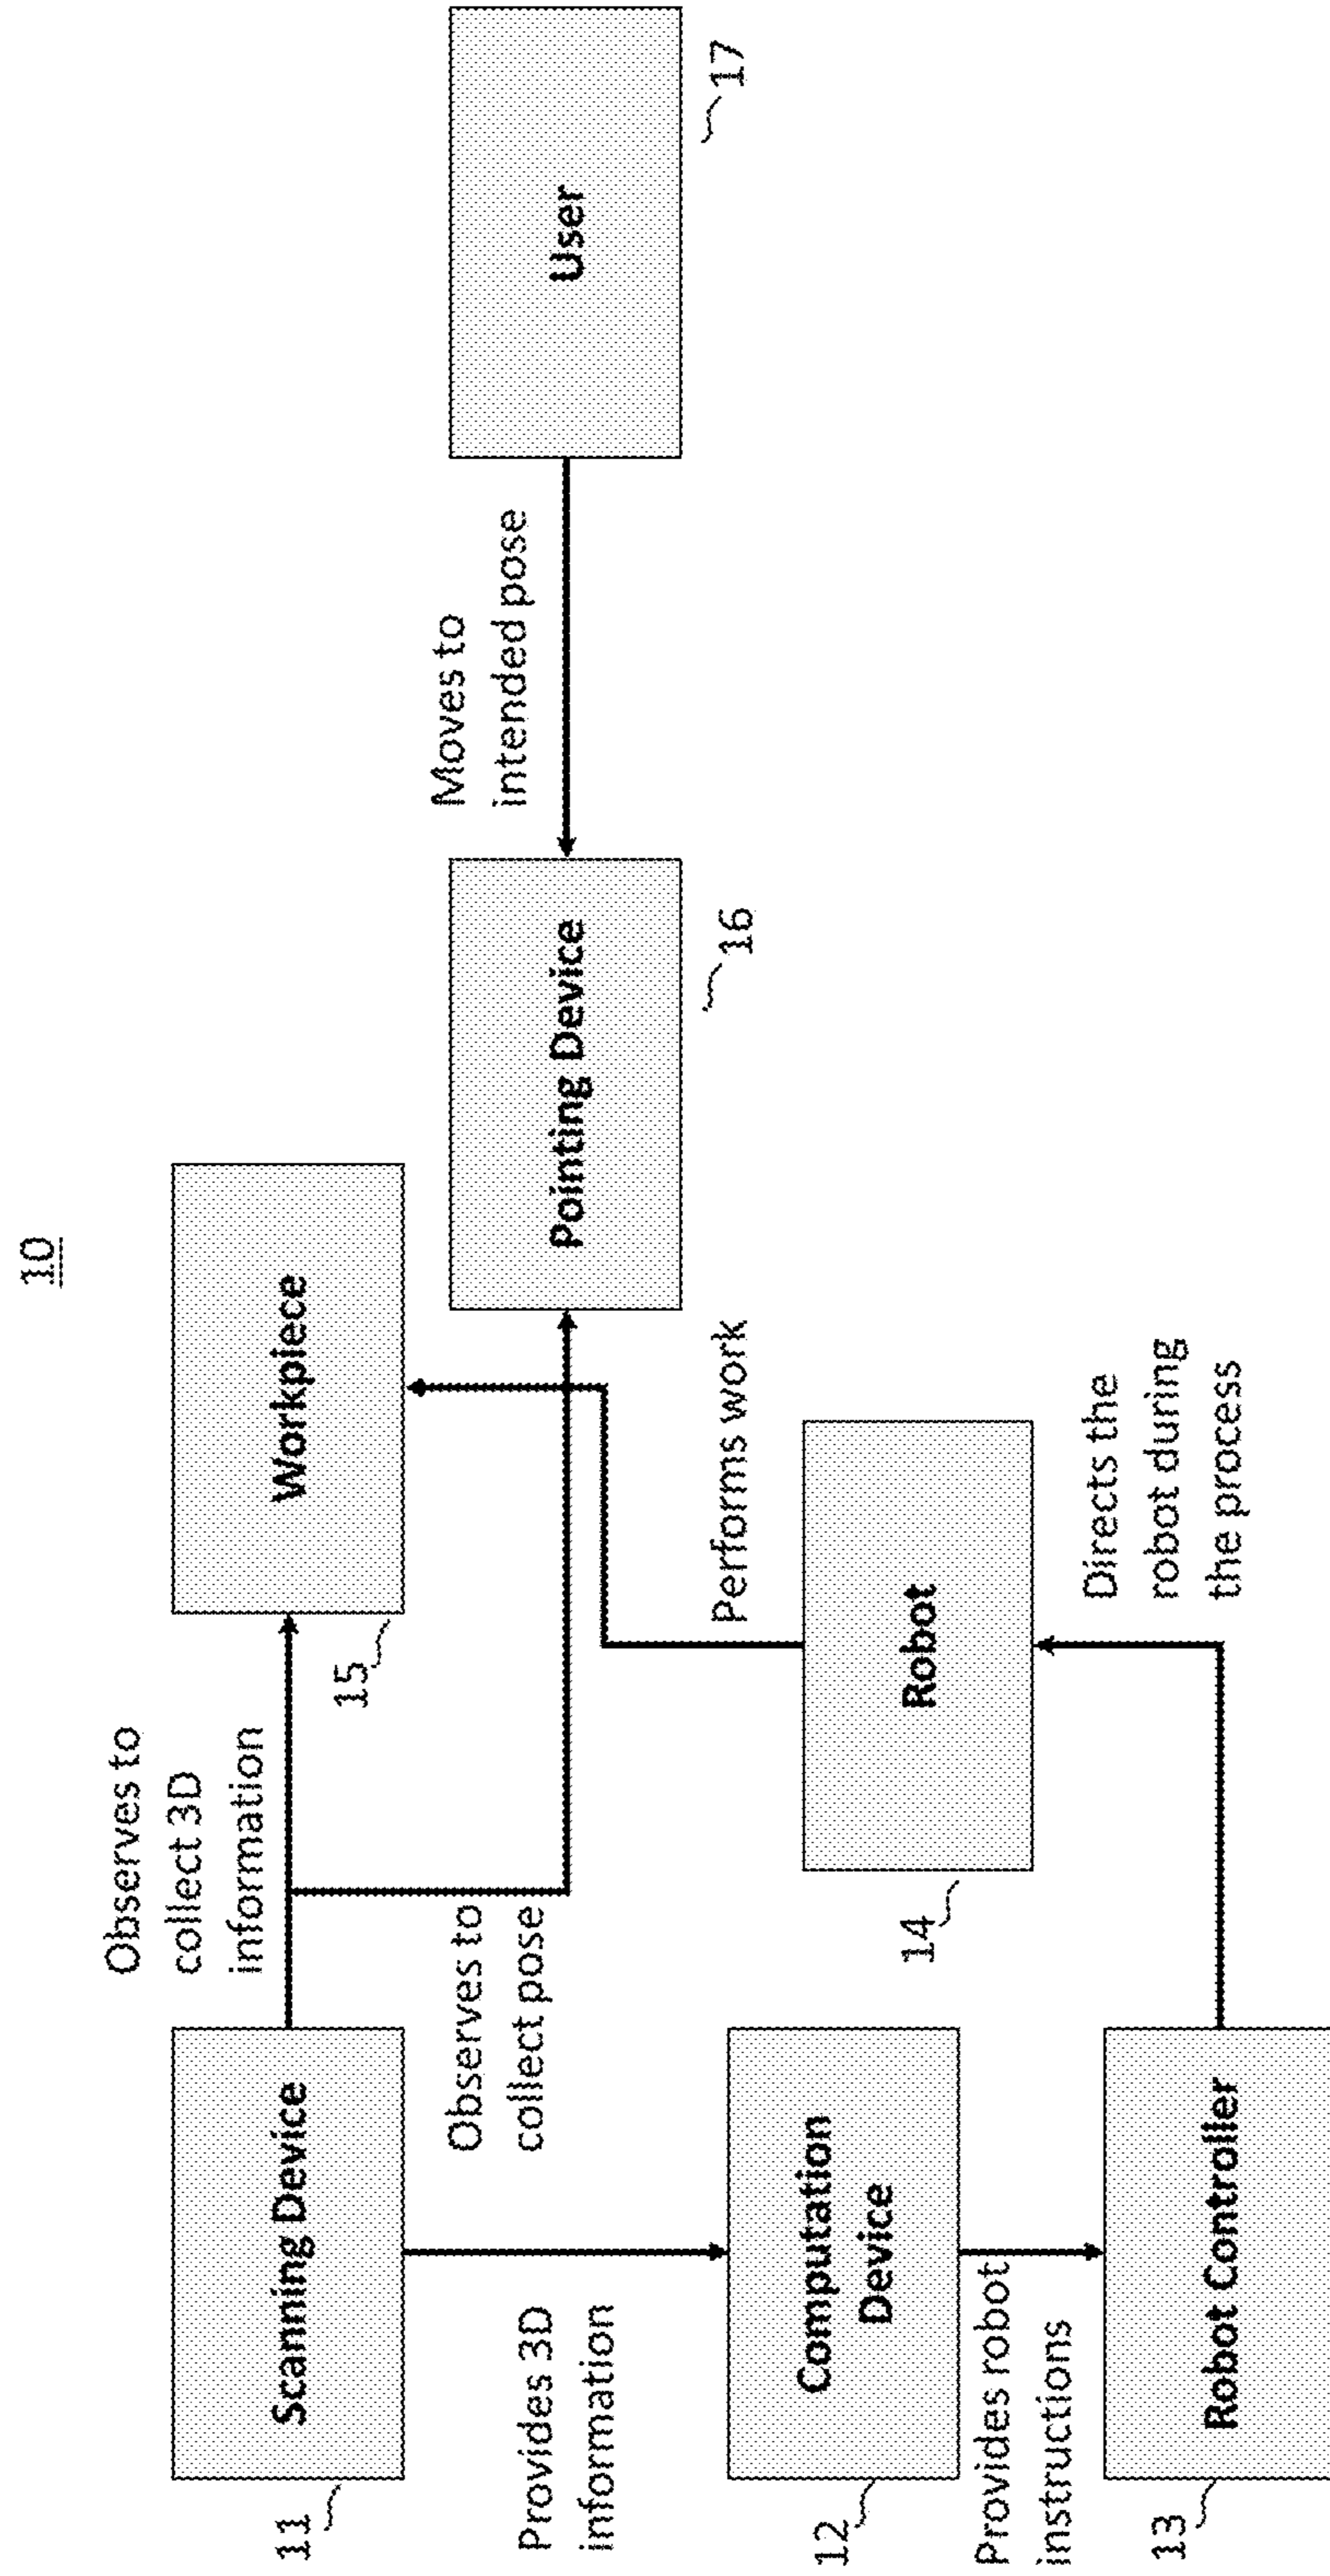 10
Observes to
collect 3D
information
Scanning Device
11
Workpiece
15
Observes to
collect pose
Moves to
intended pose
Pointing Device
16
User
17
Provides 3D
information
Performs work
Computation
Device
12
Robot
14
Provides robot
instructions
Directs the
robot during
the process
Robot Controller
13